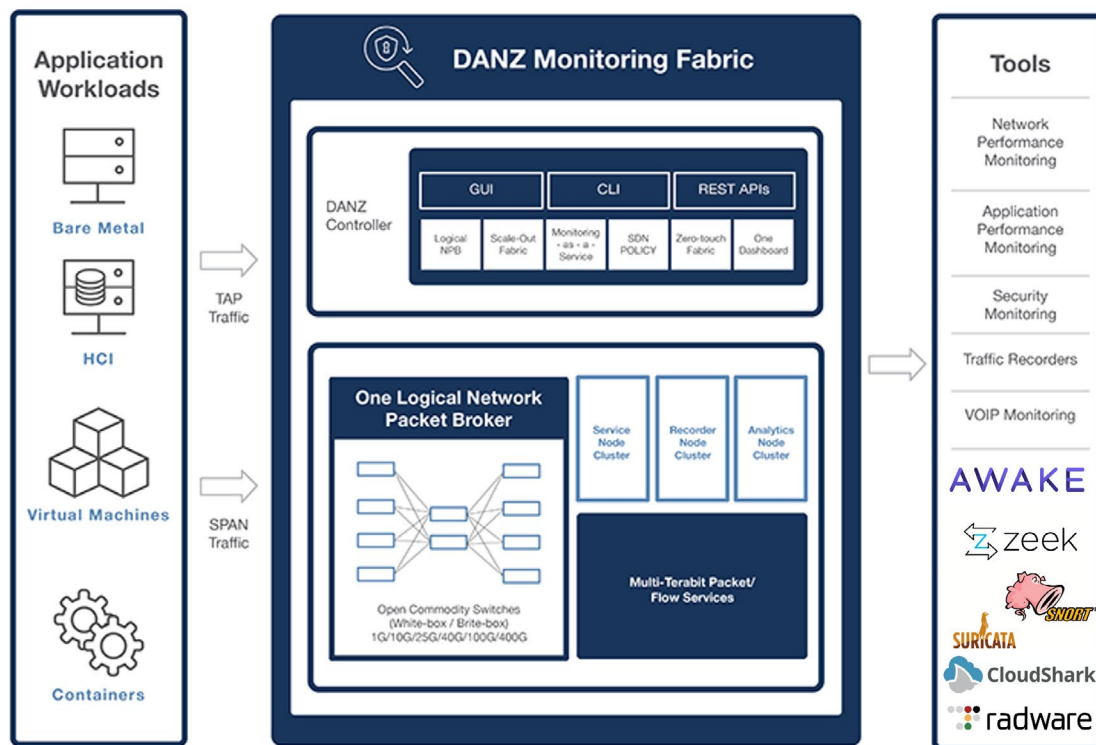 Application
Workloads
Bare Metal
HCI
Virtual Machines
Containers
TAP
Traffic
SPAN
Traffic
DANZ Monitoring Fabric
DANZ
Controller
GUI
CLI
REST APIs
Logical
NPB
Scale-Out
Fabric
Monitoring
- as - a -
Service
SDN
POLICY
Zero-touch
Fabric
One
Dashboard
One Logical Network
Packet Broker
Open Commodity Switches
(White-box / Brite-box)
1G/10G/25G/40G/100G/400G
Service
Node
Cluster
Recorder
Node
Cluster
Analytics
Node
Cluster
Multi-Terabit Packet/
Flow Services
Tools
Network
Performance
Monitoring
Application
Performance
Monitoring
Security
Monitoring
Traffic Recorders
VOIP Monitoring
AWAKE
zeek
SNORT
SURICATA
CloudShark
radware